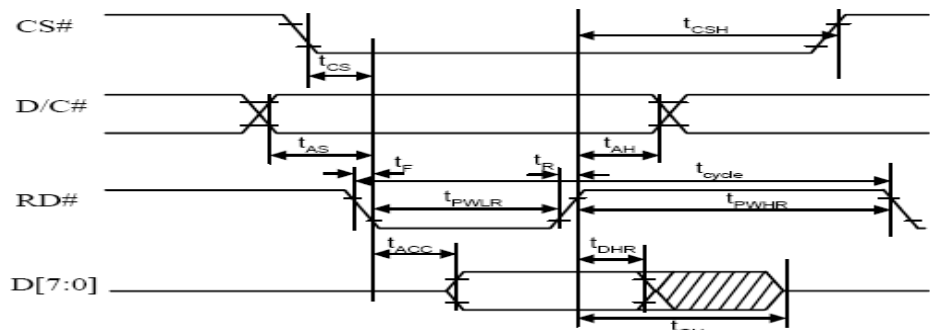 CS#
tCSH
tCS
D/C#
tAS
tF
tR
tAH
tcycle
RD#
tPWLR
tPWHR
tACC
tDHR
D[7:0]